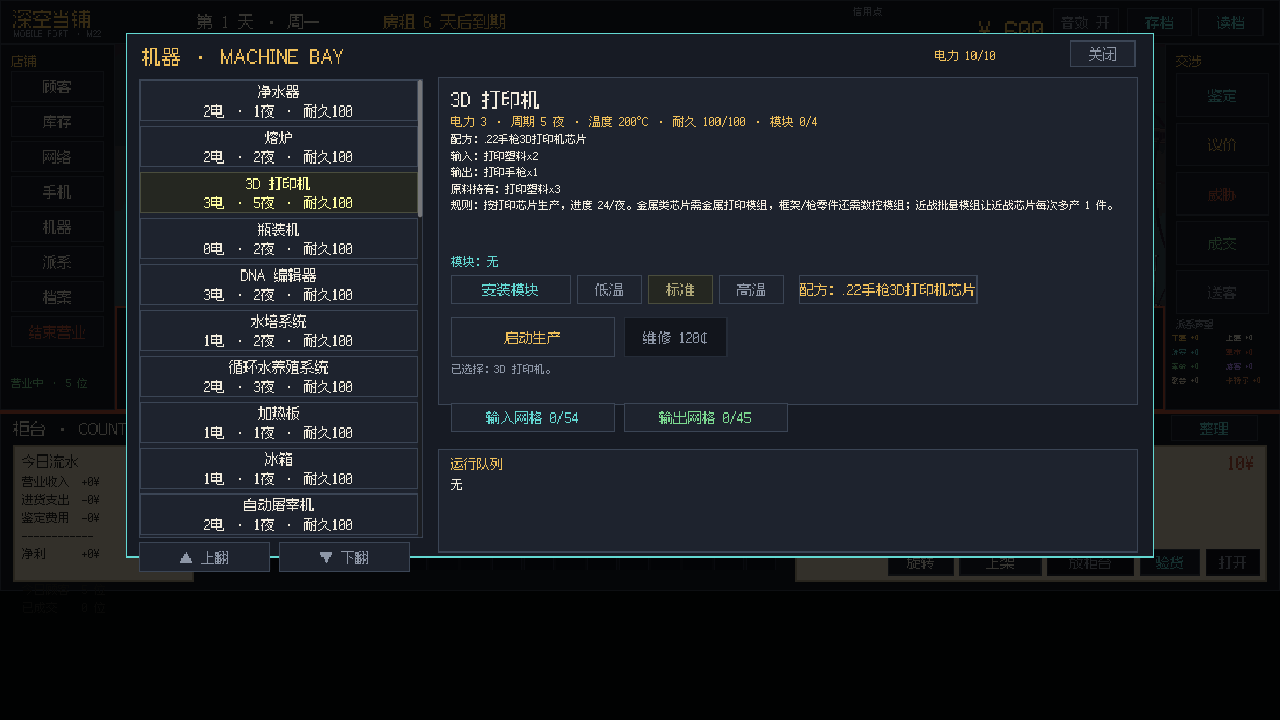 深空当铺
MOBILE FORT · M22
第 1 天 · 周一
房租 6 天后到期
信用点
¥ 600
音效 开
存档
读档
店铺
顾客
库存
网络
手机
机器
派系
档案
结束营业
营业中 · 5 位
机器 · MACHINE BAY
电力 10/10
关闭
净水器
2电 · 1夜 · 耐久100
熔炉
2电 · 2夜 · 耐久100
3D 打印机
3电 · 5夜 · 耐久100
瓶装机
0电 · 2夜 · 耐久100
DNA 编辑器
3电 · 2夜 · 耐久100
水培系统
1电 · 2夜 · 耐久100
循环水养殖系统
2电 · 3夜 · 耐久100
加热板
1电 · 1夜 · 耐久100
冰箱
1电 · 1夜 · 耐久100
自动屠宰机
2电 · 1夜 · 耐久100
▲ 上翻
▼ 下翻
3D 打印机
电力 3 · 周期 5 夜 · 温度 200℃ · 耐久 100/100 · 模块 0/4
配方: .22手枪3D打印机芯片
输入: 打印塑料x2
输出: 打印手枪x1
原料持有: 打印塑料x3
规则: 按打印芯片生产，进度 24/夜。金属类芯片需金属打印模组，框架/枪零件还需数控模组；近战批量模组让近战芯片每次多产 1 件。
模块: 无
安装模块
低温
标准
高温
配方: .22手枪3D打印机芯片
启动生产
维修 120₵
已选择: 3D 打印机。
输入网格 0/54
输出网格 0/45
运行队列
无
交涉
鉴定
议价
威胁
成交
送客
派系声望
柜台 · COUNT
整理
今日流水
营业收入 +0¥
进货支出 -0¥
鉴定费用 -0¥
------------
净利 +0¥
10¥
旋转
上架
放柜台
验货
打开
已成交 0 位